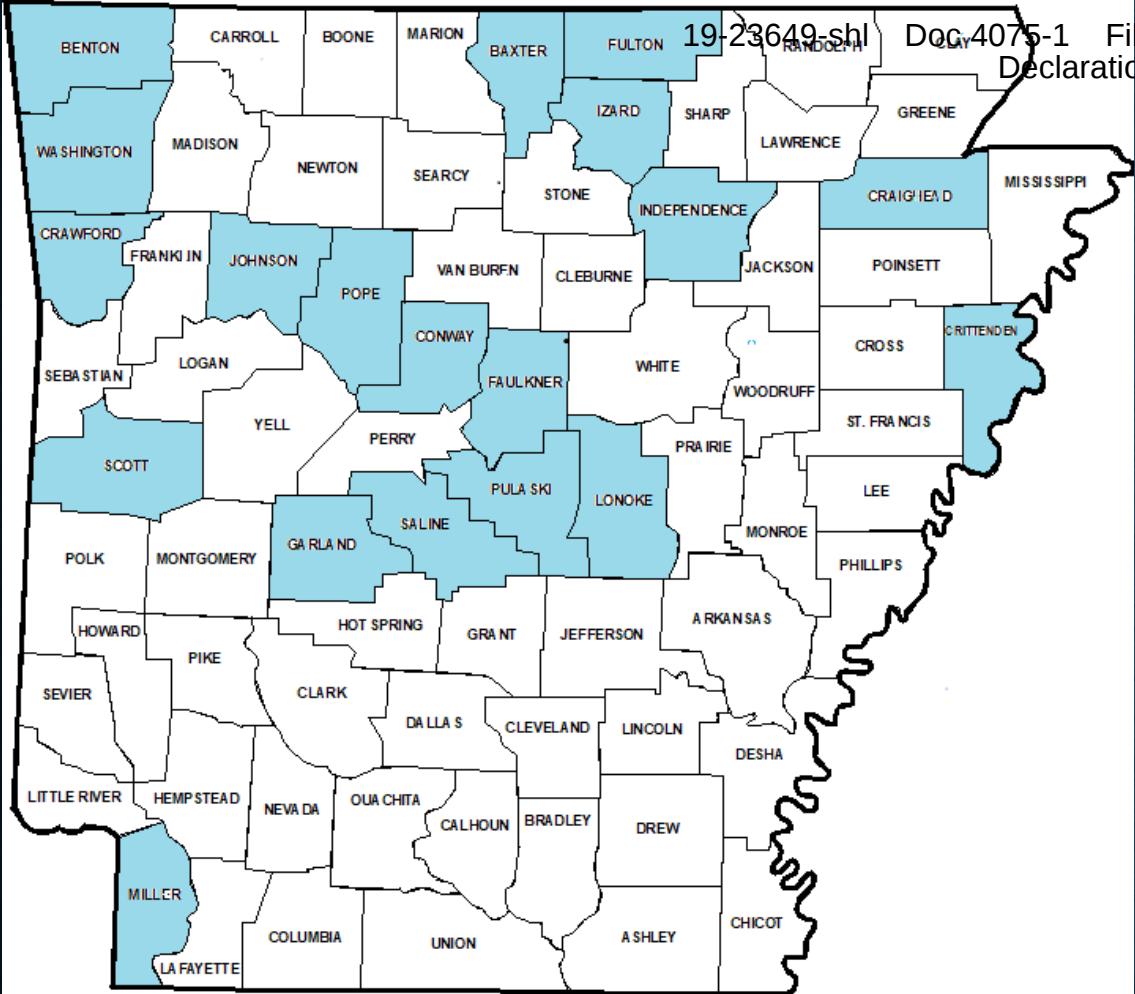 19-23649-shl Doc 4075-1 Fil
Declaratio
BENTON
CARROLL
BOONE
MARION
BAXTER
FULTON
RANDOLPH
CLAY
WASHINGTON
MADISON
NEWTON
SEARCY
STONE
IZARD
SHARP
LAWRENCE
GREENE
CRAIGHEAD
MISSISSIPPI
CRAWFORD
FRANKLIN
JOHNSON
POPE
VAN BUREN
CLEBURNE
INDEPENDENCE
JACKSON
POINSETT
SEBASTIAN
LOGAN
CONWAY
FAULKNER
WHITE
WOODRUFF
CROSS
CRITTENDEN
SCOTT
YELL
PERRY
PULASKI
LONOKE
PRAIRIE
ST. FRANCIS
LEE
POLK
MONTGOMERY
GARLAND
SALINE
MONROE
PHILLIPS
HOWARD
PIKE
HOT SPRING
GRANT
JEFFERSON
ARKANSAS
SEVIER
CLARK
DALLAS
CLEVELAND
LINCOLN
DESHA
LITTLE RIVER
HEMPSTEAD
NEVADA
OUACHITA
CALHOUN
BRADLEY
DREW
MILLER
LAFAYETTE
COLUMBIA
UNION
ASHLEY
CHICOT